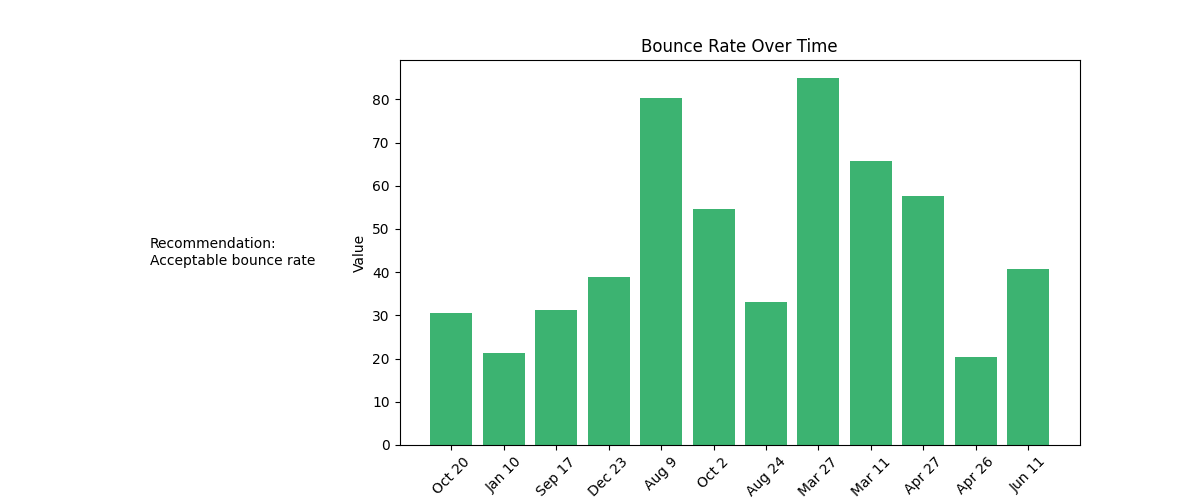 Bounce Rate Over Time
Recommendation:
Acceptable bounce rate
Value
80
70
60
50
40
30
20
10
0
Oct 20
Jan 10
Sep 17
Dec 23
Aug 9
Oct 2
Aug 24
Mar 27
Mar 11
Apr 27
Apr 26
Jun 11